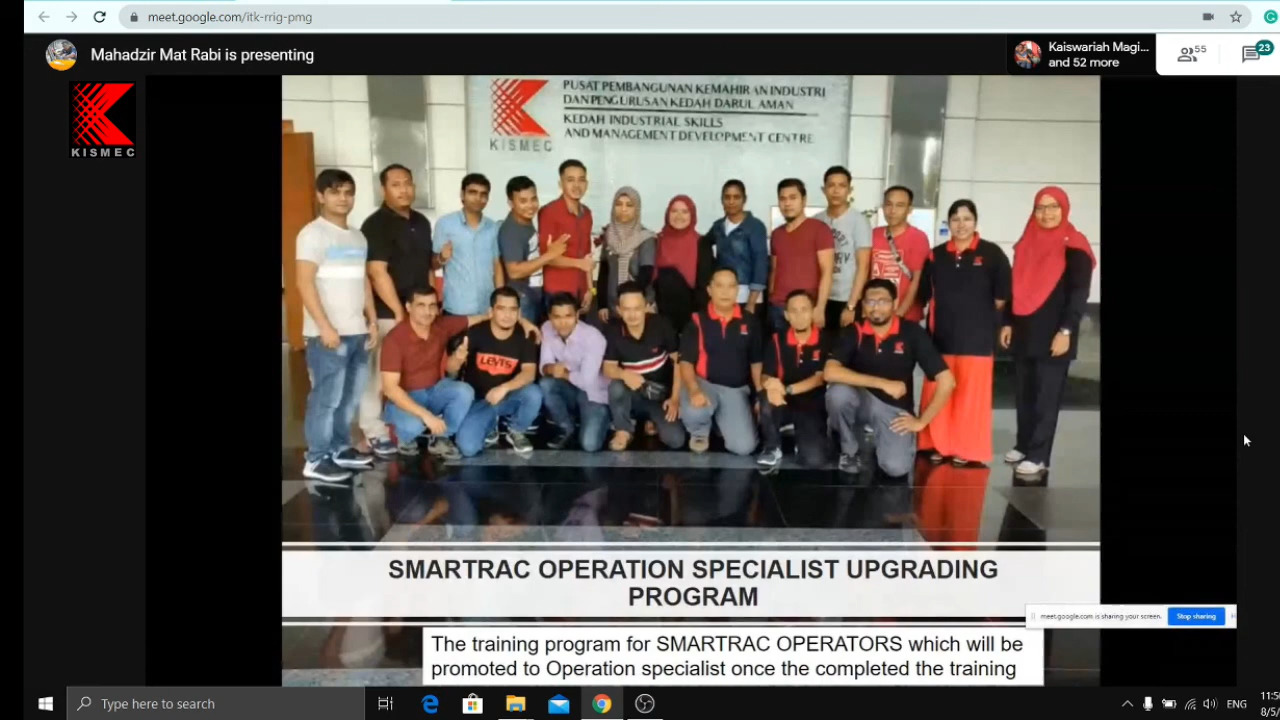 meet.google.com/itk-rrig-pmg
Mahadzir Mat Rabi is presenting
Kaiswariah Magi...
and 52 more
55
23
KISMEC
PUSAT PEMBANGUNAN KEMAHIRAN INDUSTRI
DAN PENGURUSAN KEDAH DARUL AMAN
KEDAH INDUSTRIAL SKILLS
AND MANAGEMENT DEVELOPMENT CENTRE
KISMEC
LEVI'S
SMARTRAC OPERATION SPECIALIST UPGRADING
PROGRAM
meet.google.com is sharing your screen.
Stop sharing
The training program for SMARTRAC OPERATORS which will be
promoted to Operation specialist once the completed the training
Type here to search
ENG